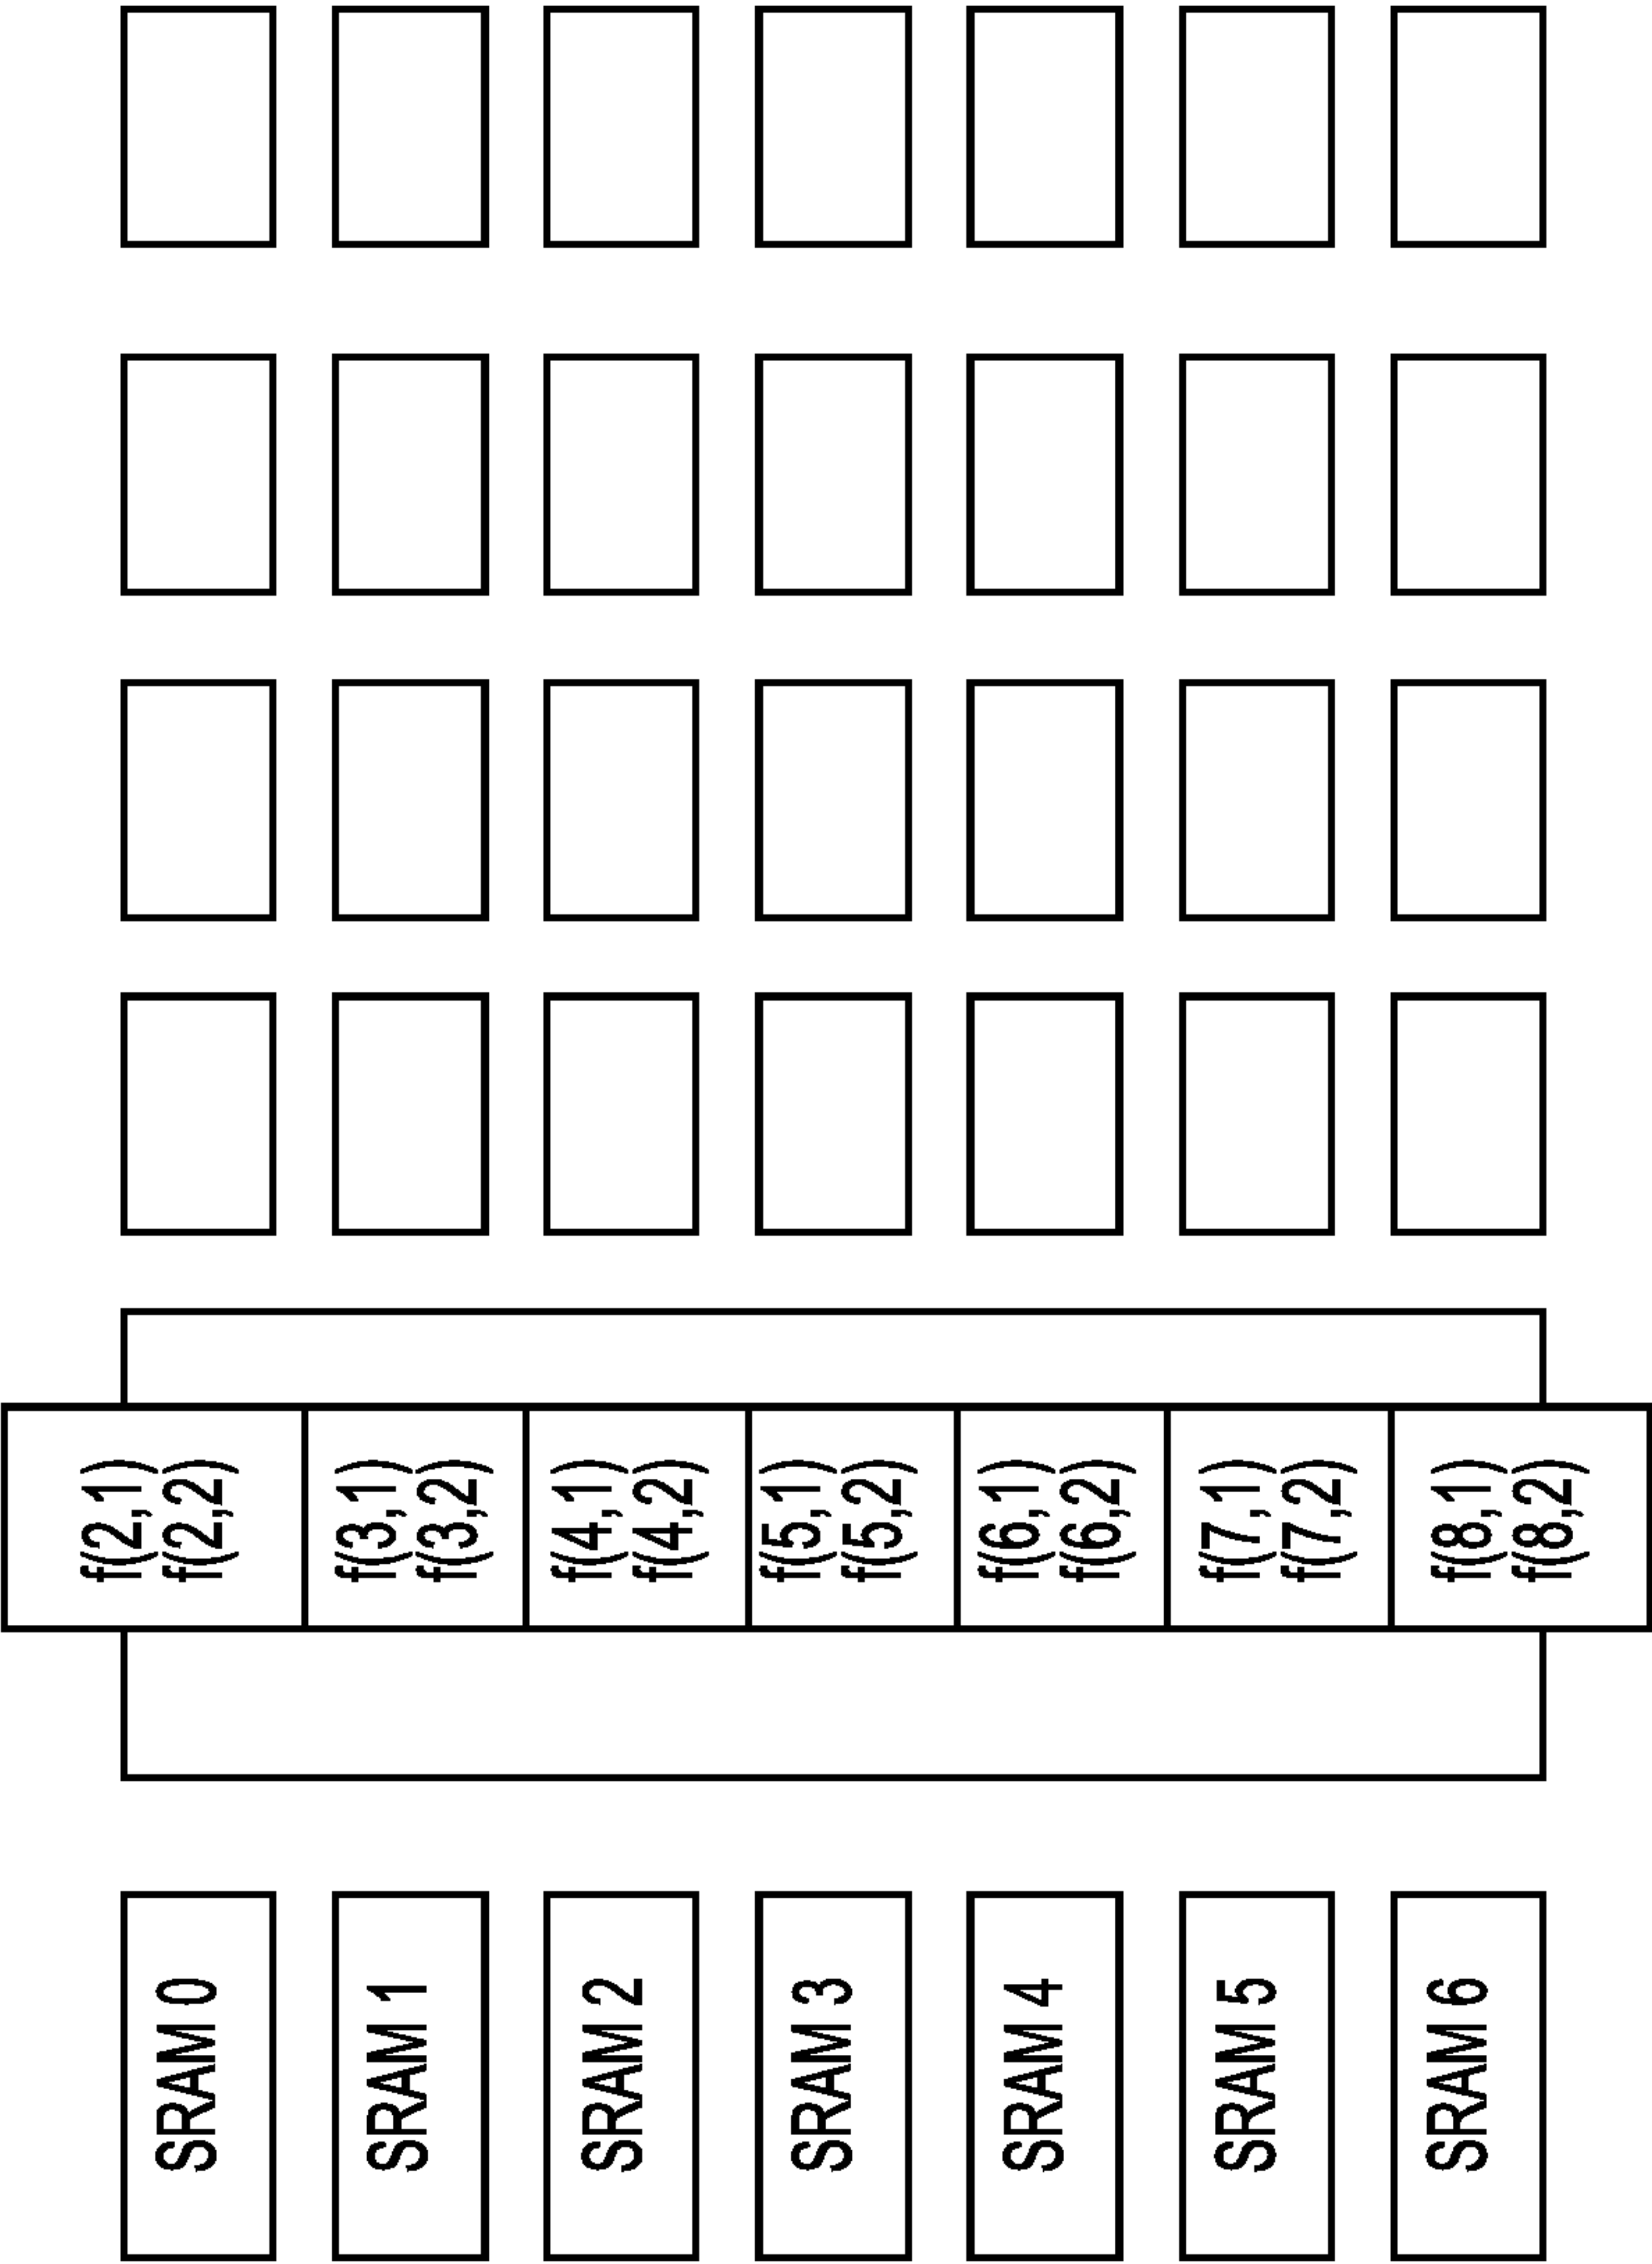 f(2,1)
f(2,2)
f(3,1)
f(3,2)
f(4,1)
f(4,2)
f(5,1)
f(5,2)
f(6,1)
f(6,2)
f(7,1)
f(7,2)
f(8,1)
f(8,2)
SRAM 0
SRAM 1
SRAM 2
SRAM 3
SRAM 4
SRAM 5
SRAM 6